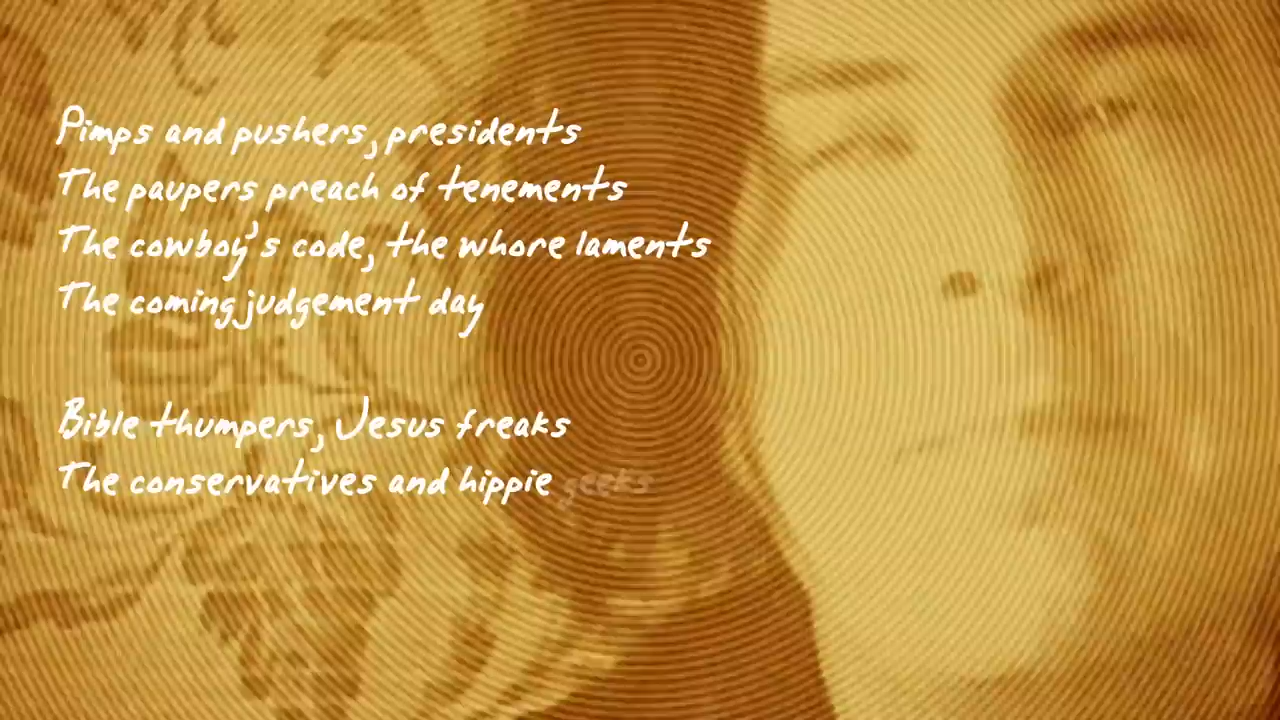 Pimps and pushers, presidents
The paupers preach of tenements
The cowboy's code, the whore laments
The coming judgement day
Bible thumpers, Jesus freaks
The conservatives and hippie geeks